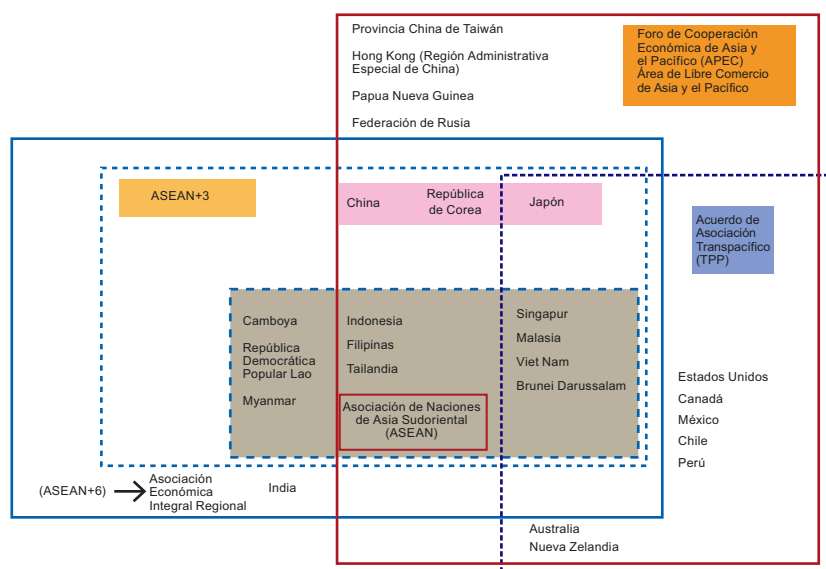 Provincia China de Taiwán
Hong Kong (Región Administrativa
Especial de China)
Papua Nueva Guinea
Federación de Rusia
Foro de Cooperación
Económica de Asia y
el Pacífico (APEC)
Área de Libre Comercio
de Asia y el Pacífico
ASEAN+3
China
República
de Corea
Japón
Acuerdo de
Asociación
Transpacífico
(TPP)
Camboya
República
Democrática
Popular Lao
Myanmar
Indonesia
Filipinas
Tailandia
Asociación de Naciones
de Asia Sudoriental
(ASEAN)
Singapur
Malasia
Viet Nam
Brunei Darussalam
Estados Unidos
Canadá
México
Chile
Perú
(ASEAN+6)
Asociación
Económica
Integral Regional
India
Australia
Nueva Zelandia